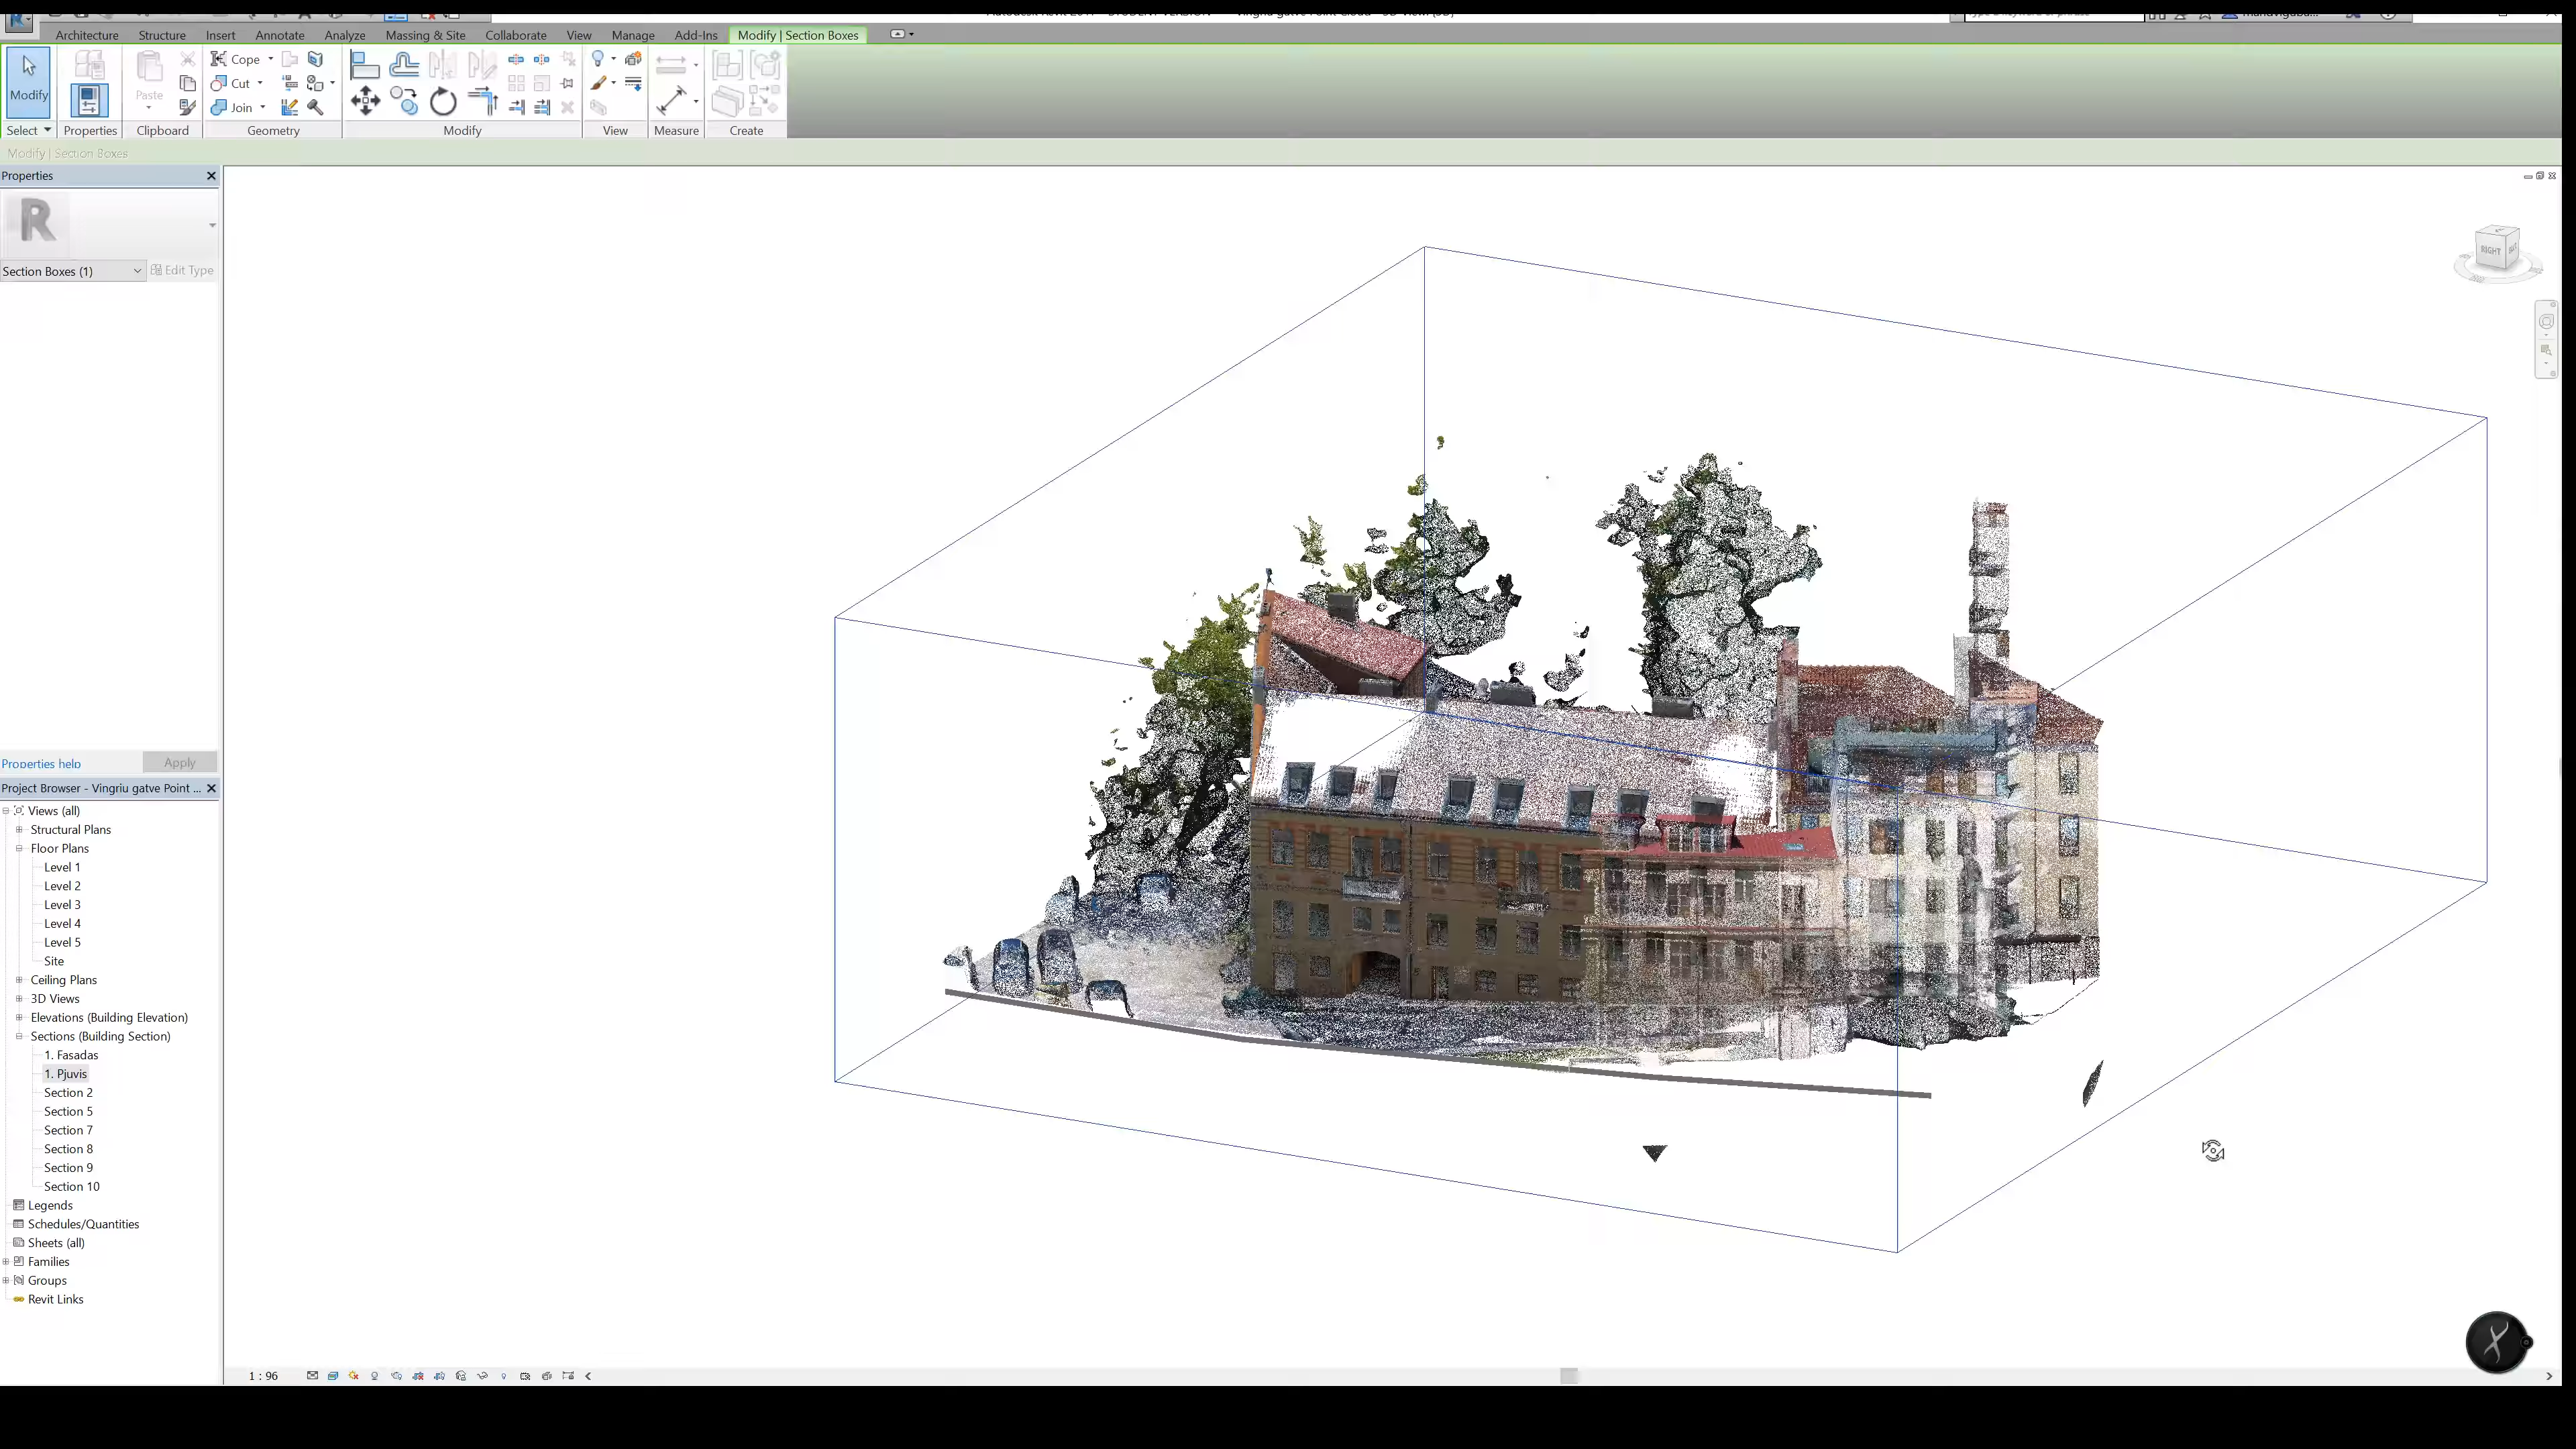 Architecture Structure Insert Annotate Analyze Massing & Site Collaborate View Manage Add-Ins Modify | Section Boxes
Modify
Paste
Cope
Cut
Join
Select Properties Clipboard Geometry Modify View Measure Create
Modify | Section Boxes
Properties
R
Section Boxes (1) Edit Type
Properties help Apply
Project Browser - Vingriu gatve Point ...
Views (all)
Structural Plans
Floor Plans
Level 1
Level 2
Level 3
Level 4
Level 5
Site
Ceiling Plans
3D Views
Elevations (Building Elevation)
Sections (Building Section)
1. Fasadas
1. Pjuvis
Section 2
Section 5
Section 7
Section 8
Section 9
Section 10
Legends
Schedules/Quantities
Sheets (all)
Families
Groups
Revit Links
RIGHT
1 : 96